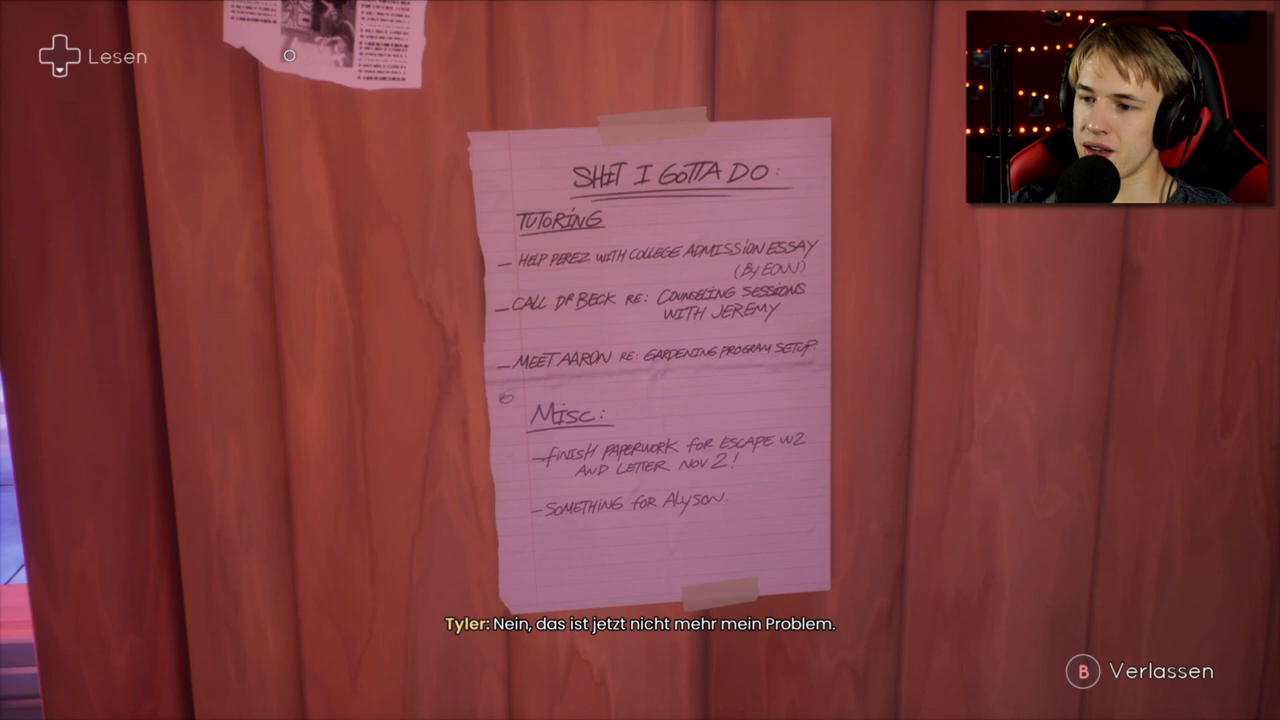 Lesen
SHIT I GOTTA DO:
TUTORING
— HELP PEREZ WITH COLLEGE ADMISSION ESSAY
(BY EOW)
— CALL DR BECK RE: COUNSELING SESSIONS
WITH JEREMY
— MEET AARON RE: GARDENING PROGRAM SETUP.
MISC:
— FINISH PAPERWORK FOR ESCAPE W2
AND LETTER NOV 2!
— SOMETHING FOR ALYSON.
Tyler: Nein, das ist jetzt nicht mehr mein Problem.
B Verlassen